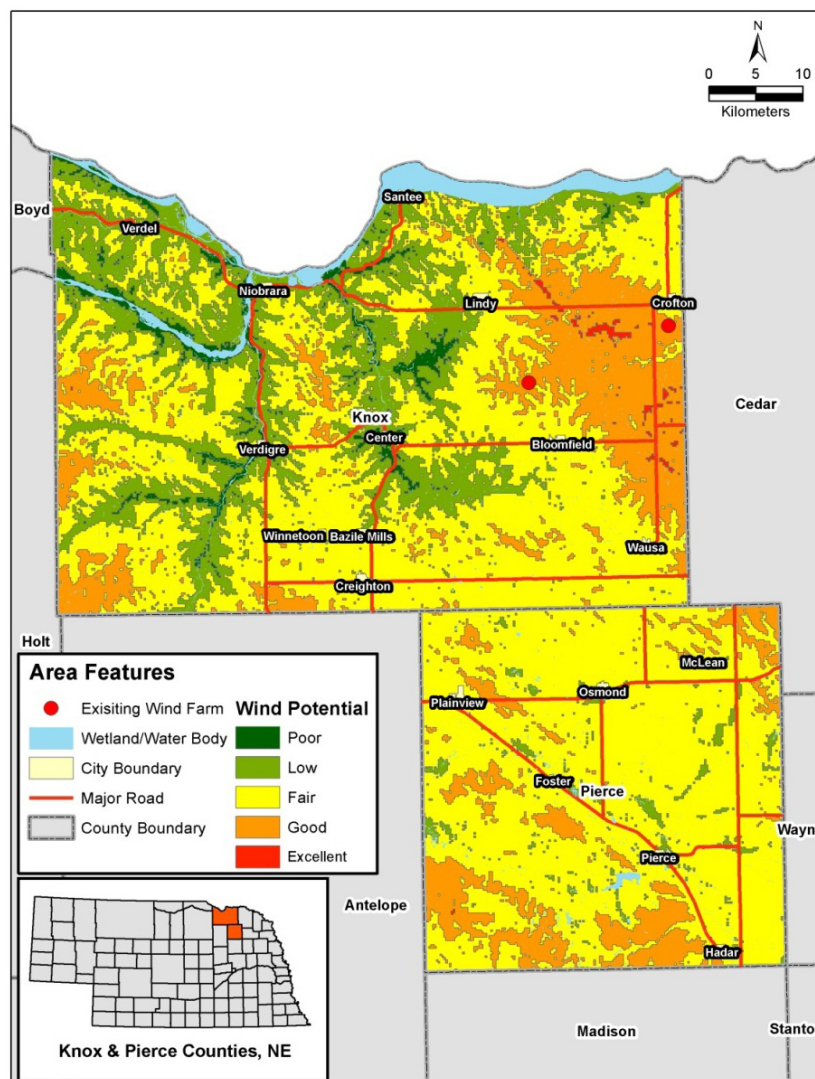 N
0 5 10
Kilometers
Santee
Boyd
Verdel
Niobrara
Lindy
Crofton
Cedar
Knox
Verdigre
Center
Bloomfield
Winnetoon
Bazile Mills
Wausa
Creighton
Holt
McLean
Osmond
Plainview
Foster
Pierce
Wayn
Pierce
Antelope
Hadar
Madison
Stanto
Area Features
Exisiting Wind Farm
Wetland/Water Body
City Boundary
Major Road
County Boundary
Wind Potential
Poor
Low
Fair
Good
Excellent
Knox & Pierce Counties, NE